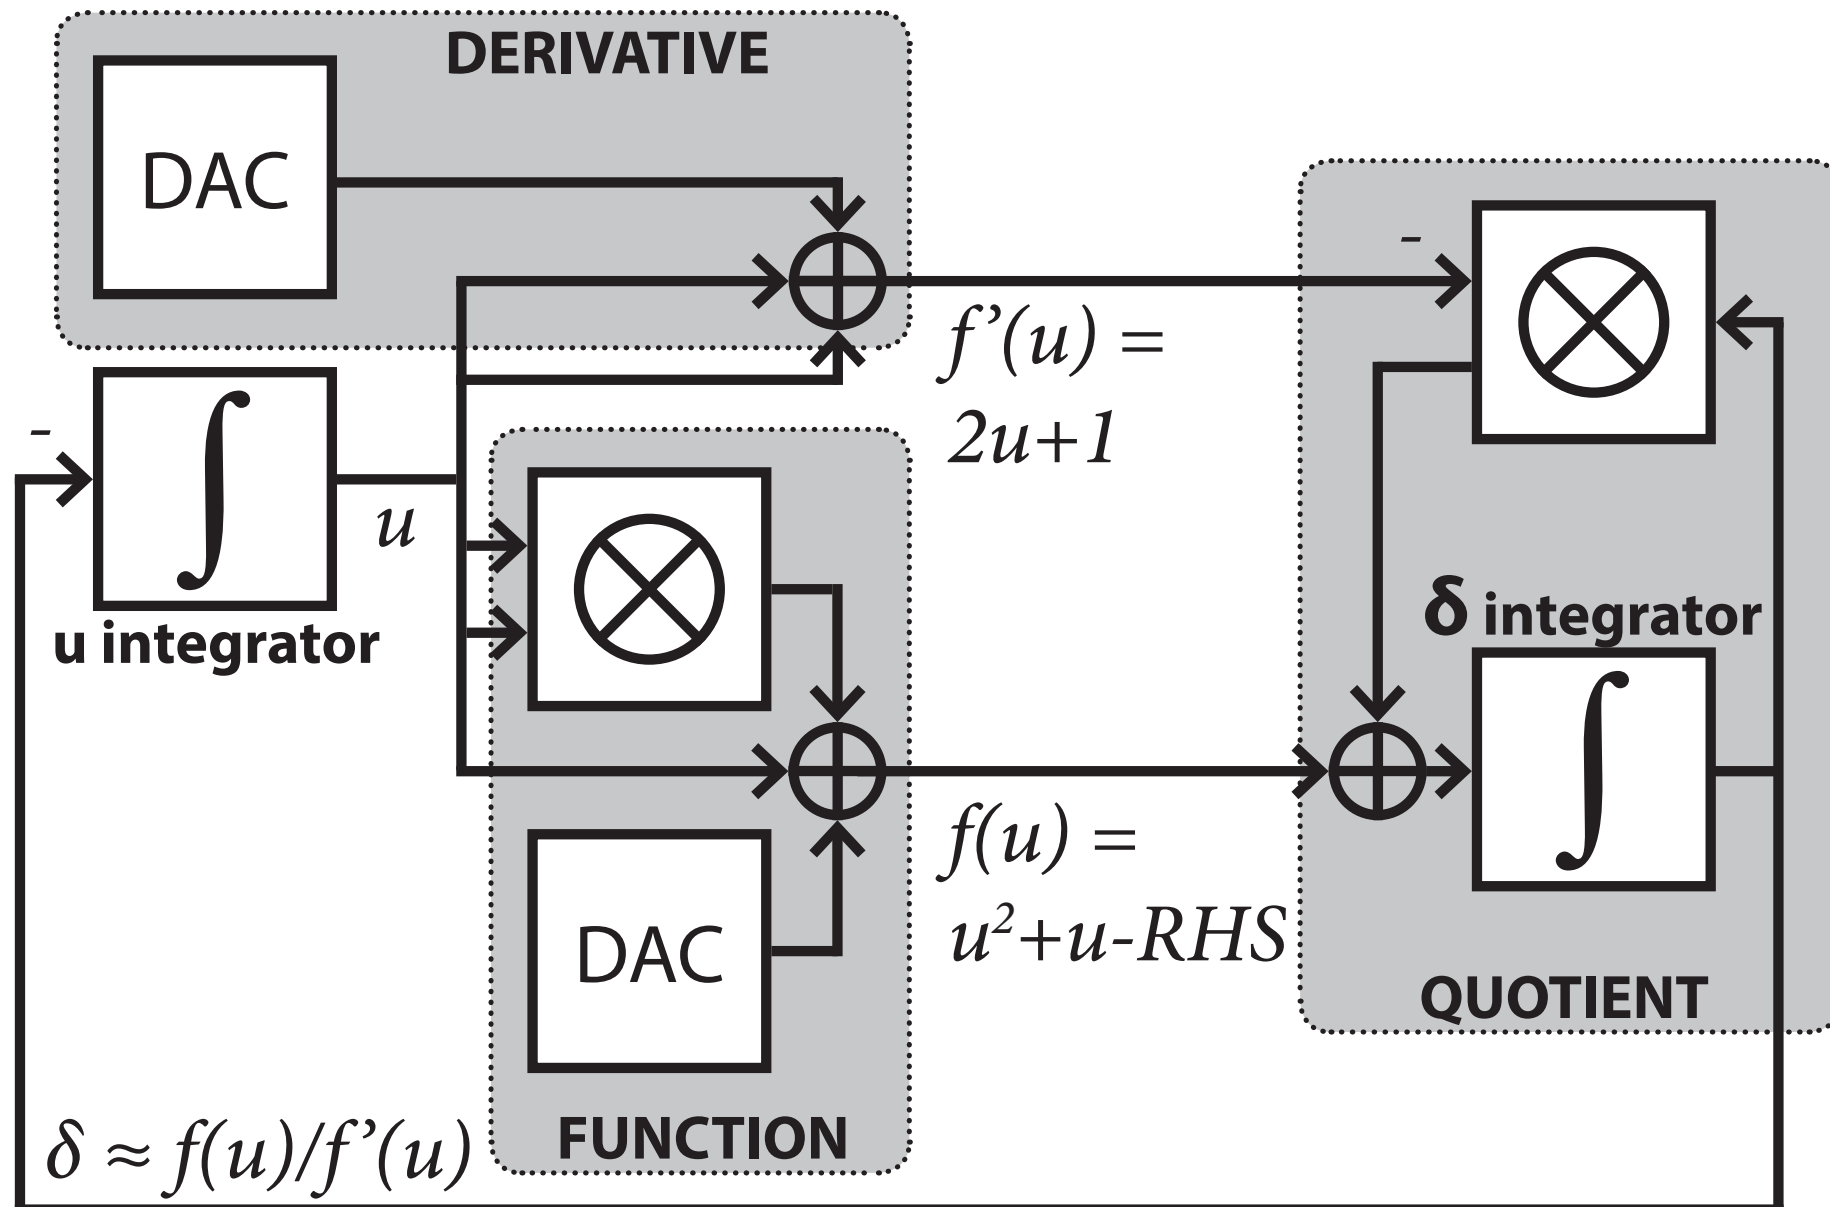 DERIVATIVE
DAC
-
f’(u) =
2u+1
-
∫
u
u integrator
δ integrator
∫
f(u) =
u²+u-RHS
DAC
QUOTIENT
FUNCTION
δ ≈ f(u)/f’(u)